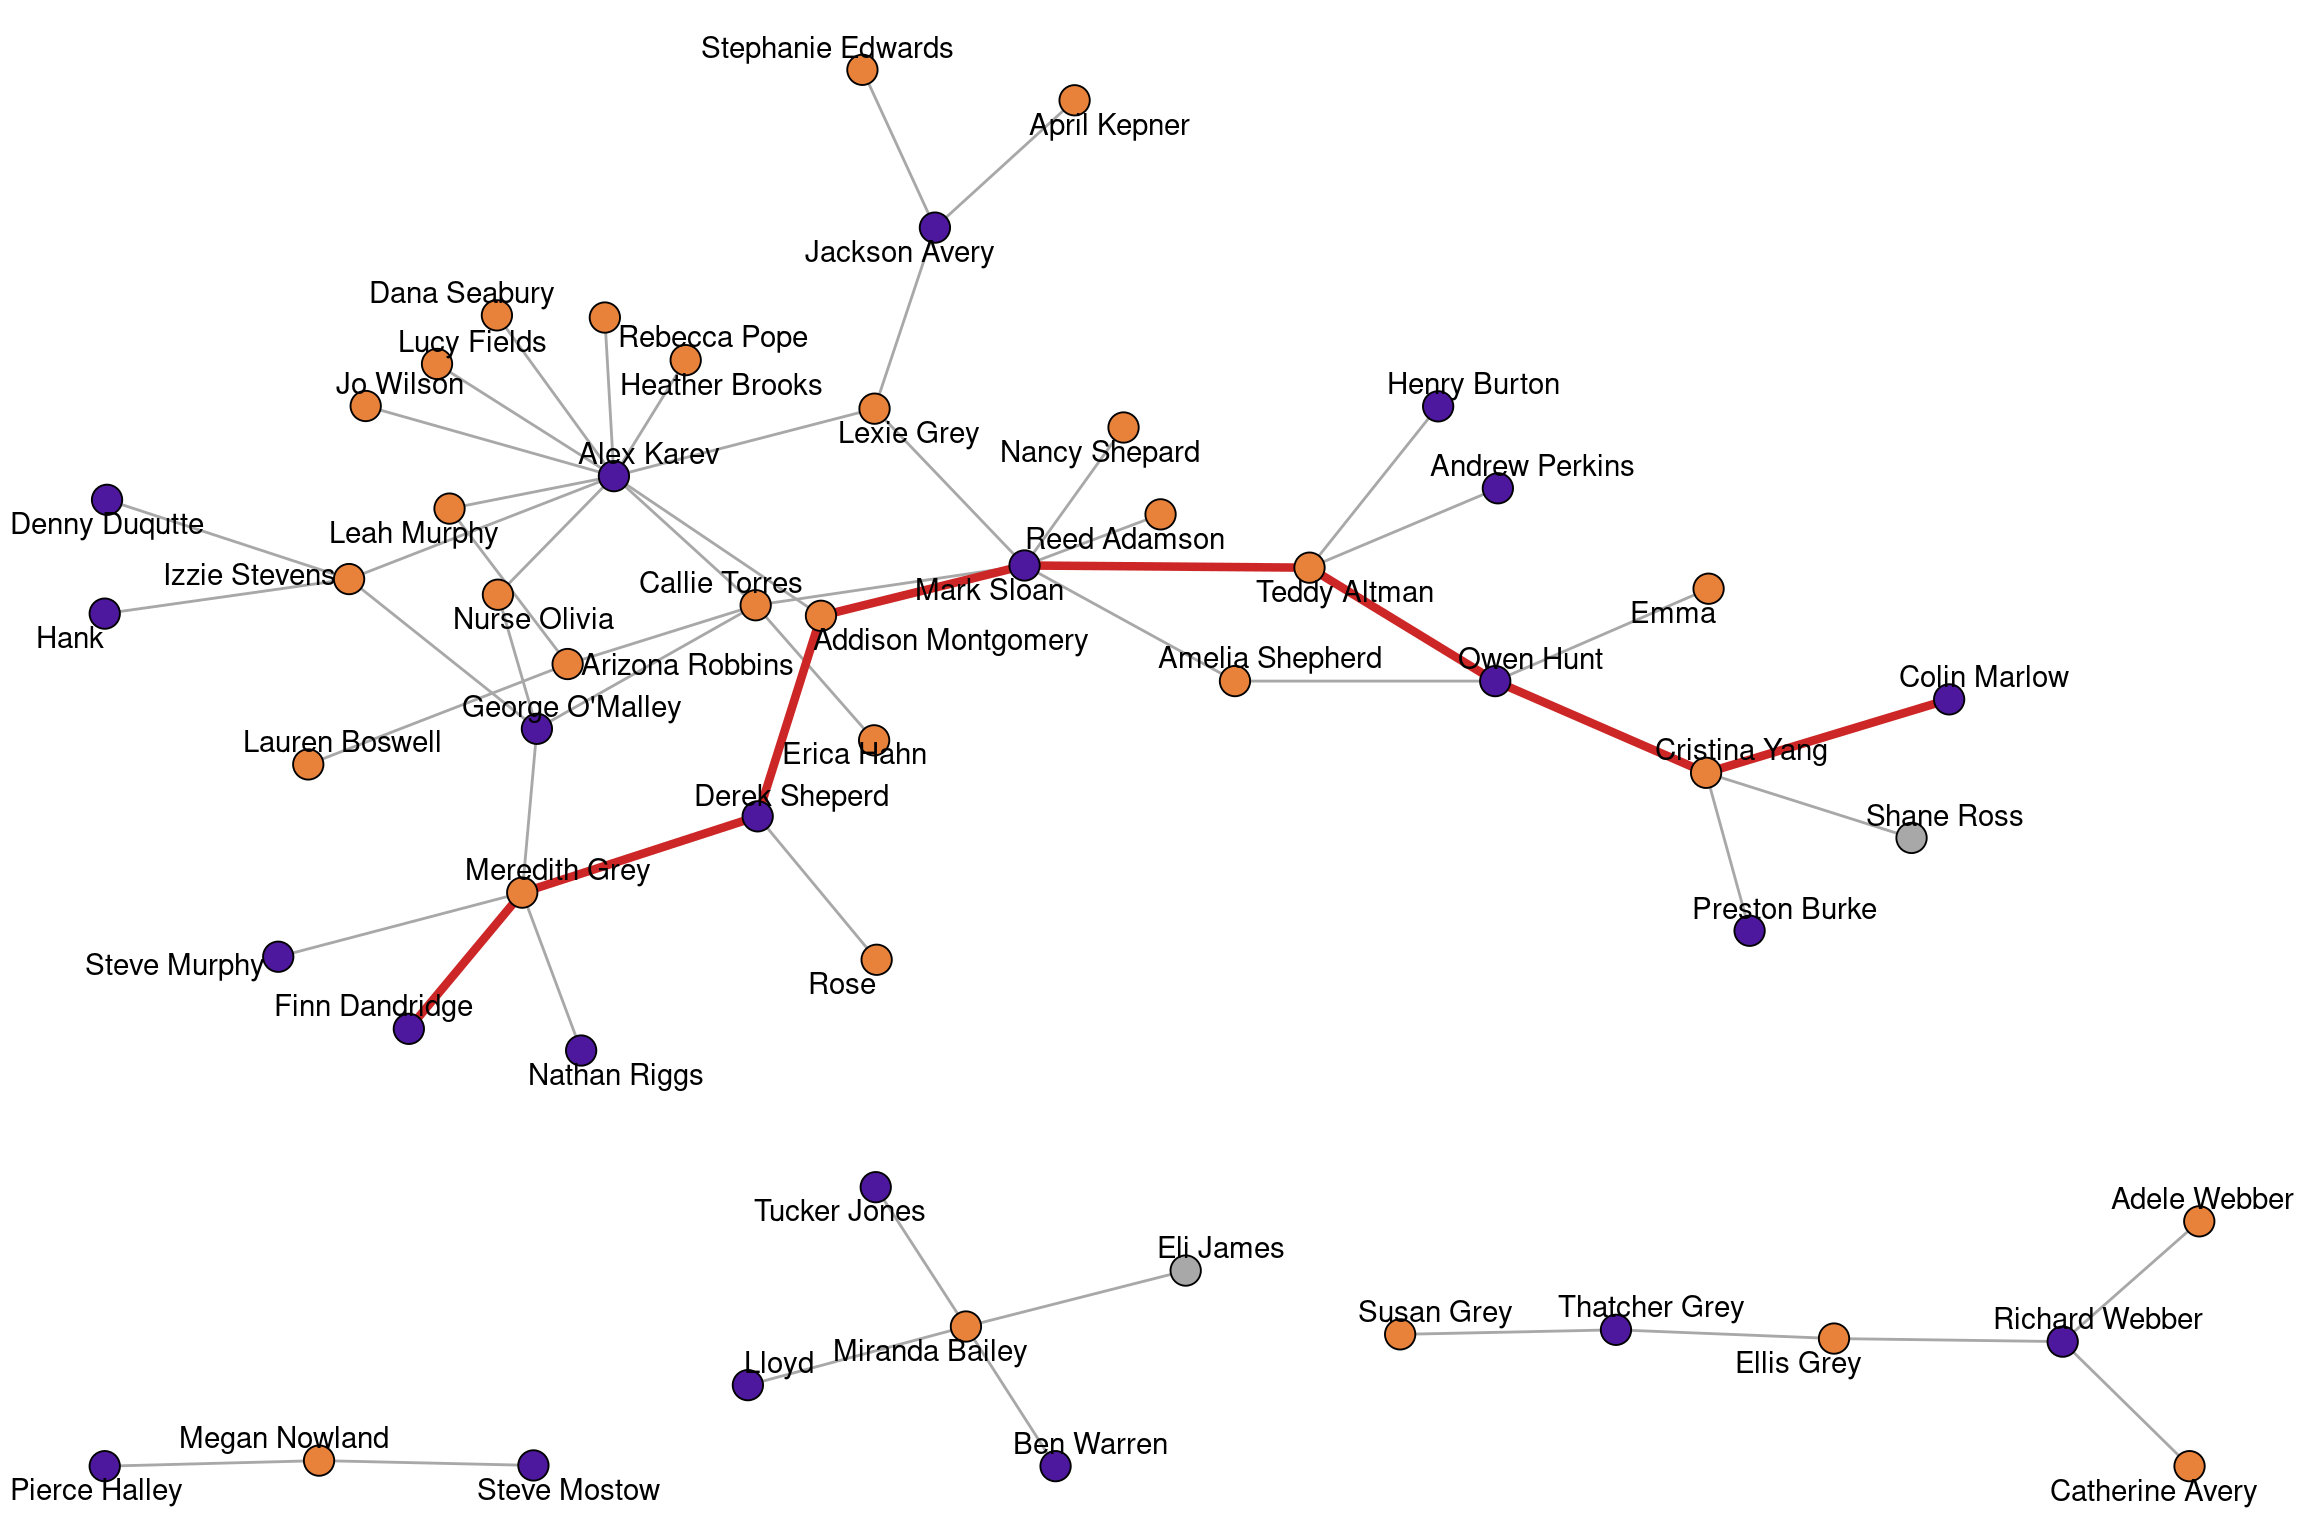 Stephanie Edwards
April Kepner
Jackson Avery
Dana Seabury
Rebecca Pope
Lucy Fields
Jo Wilson
Heather Brooks
Henry Burton
Lexie Grey
Nancy Shepard
Alex Karev
Andrew Perkins
Denny Duqutte
Leah Murphy
Reed Adamson
Izzie Stevens
Callie Torres
Mark Sloan
Teddy Altman
Emma
Nurse Olivia
Hank
Addison Montgomery
Arizona Robbins
Amelia Shepherd
Owen Hunt
Colin Marlow
George O'Malley
Lauren Boswell
Erica Hahn
Cristina Yang
Derek Sheperd
Shane Ross
Meredith Grey
Preston Burke
Steve Murphy
Rose
Finn Dandridge
Nathan Riggs
Tucker Jones
Adele Webber
Eli James
Susan Grey
Thatcher Grey
Richard Webber
Miranda Bailey
Lloyd
Ellis Grey
Megan Nowland
Ben Warren
Pierce Halley
Steve Mostow
Catherine Avery